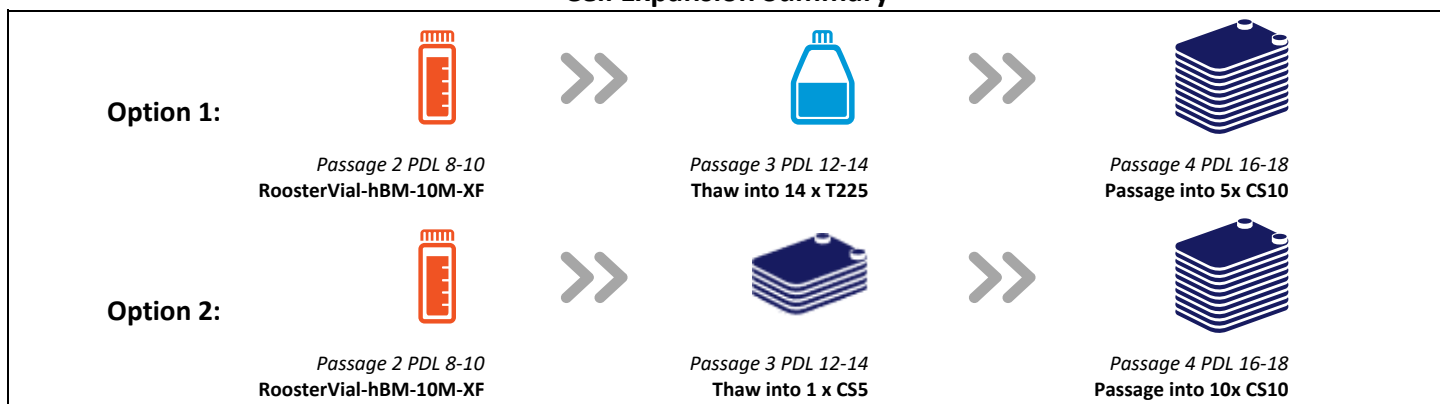 Cell Expansion Summary
Option 1:
Passage 2 PDL 8-10
RoosterVial-hBM-10M-XF
Passage 3 PDL 12-14
Thaw into 14 x T225
Passage 4 PDL 16-18
Passage into 5x CS10
Option 2:
Passage 2 PDL 8-10
RoosterVial-hBM-10M-XF
Passage 3 PDL 12-14
Thaw into 1 x CS5
Passage 4 PDL 16-18
Passage into 10x CS10